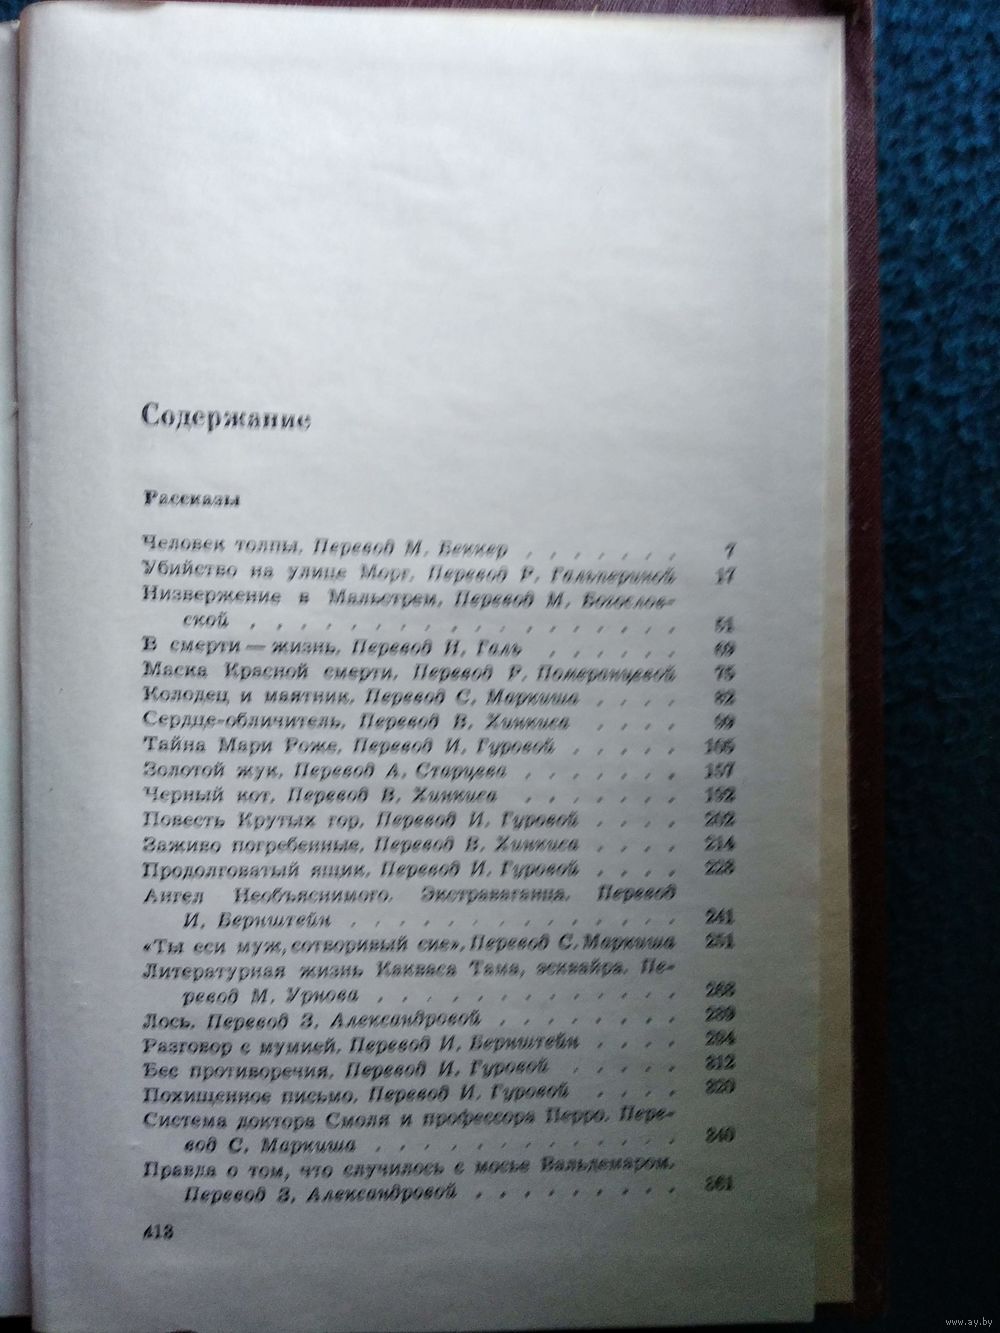 Содержание
Рассказы
Человек толпы. Перевод М. Беккер . . . . . . . 7
Убийство на улице Морг. Перевод Р. Гальпериной 17
Низвержение в Мальстрем. Перевод М. Богослов-
ской . . . . . . . . . . . . . . . . . . 51
В смерти — жизнь. Перевод Н. Галь . . . . . . 69
Маска Красной смерти. Перевод Р. Померанцевой 75
Колодец и маятник. Перевод С. Маркиша . . . . 82
Сердце-обличитель. Перевод В. Хинкиса . . . . 99
Тайна Мари Роже. Перевод И. Гуровой . . . . .
Золотой жук. Перевод А. Старцева . . . . . . . 157
Черный кот. Перевод В. Хинкиса . . . . . . . 192
Повесть Крутых гор. Перевод И. Гуровой . . . . 202
Заживо погребенные. Перевод В. Хинкиса . . . . 214
Продолговатый ящик. Перевод И. Гуровой . . . . 228
Ангел Необъяснимого. Экстраваганца. Перевод
И. Бернштейн . . . . . . . . . . . . . . 241
«Ты еси муж, сотворивый сие». Перевод С. Маркиша 251
Литературная жизнь Какваса Тама, эсквайра. Пе-
ревод М. Урнова . . . . . . . . . . . . . 268
Лось. Перевод З. Александровой . . . . . . . . 289
Разговор с мумией. Перевод И. Бернштейн . . . . 294
Бес противоречия. Перевод И. Гуровой . . . . . 312
Похищенное письмо. Перевод И. Гуровой . . . . 320
Система доктора Смоля и профессора Перро. Пере-
вод С. Маркиша . . . . . . . . . . . . . 340
Правда о том, что случилось с мосье Вальдемаром.
Перевод З. Александровой . . . . . . . . . 361
413
www.ay.by